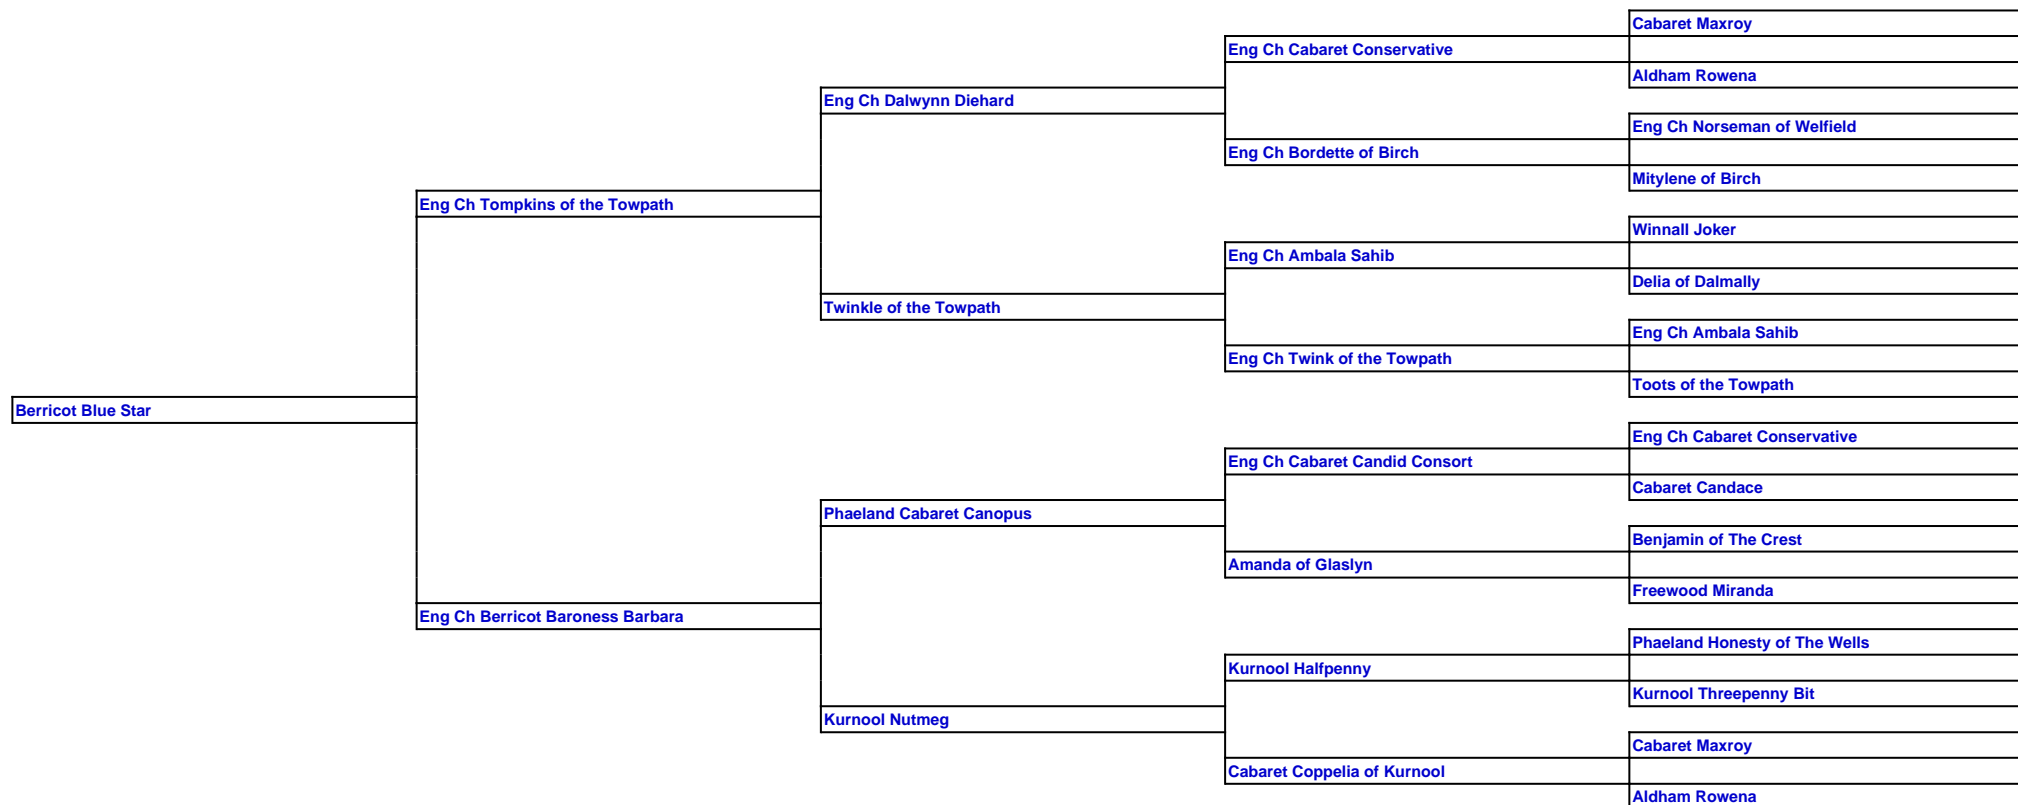 Cabaret Maxroy
Eng Ch Cabaret Conservative
Aldham Rowena
Eng Ch Dalwynn Diehard
Eng Ch Norseman of Welfield
Eng Ch Bordette of Birch
Mitylene of Birch
Eng Ch Tompkins of the Towpath
Winnall Joker
Eng Ch Ambala Sahib
Delia of Dalmally
Twinkle of the Towpath
Eng Ch Ambala Sahib
Eng Ch Twink of the Towpath
Toots of the Towpath
Berricot Blue Star
Eng Ch Cabaret Conservative
Eng Ch Cabaret Candid Consort
Cabaret Candace
Phaeland Cabaret Canopus
Benjamin of The Crest
Amanda of Glaslyn
Freewood Miranda
Eng Ch Berricot Baroness Barbara
Phaeland Honesty of The Wells
Kurnool Halfpenny
Kurnool Threepenny Bit
Kurnool Nutmeg
Cabaret Maxroy
Cabaret Coppelia of Kurnool
Aldham Rowena